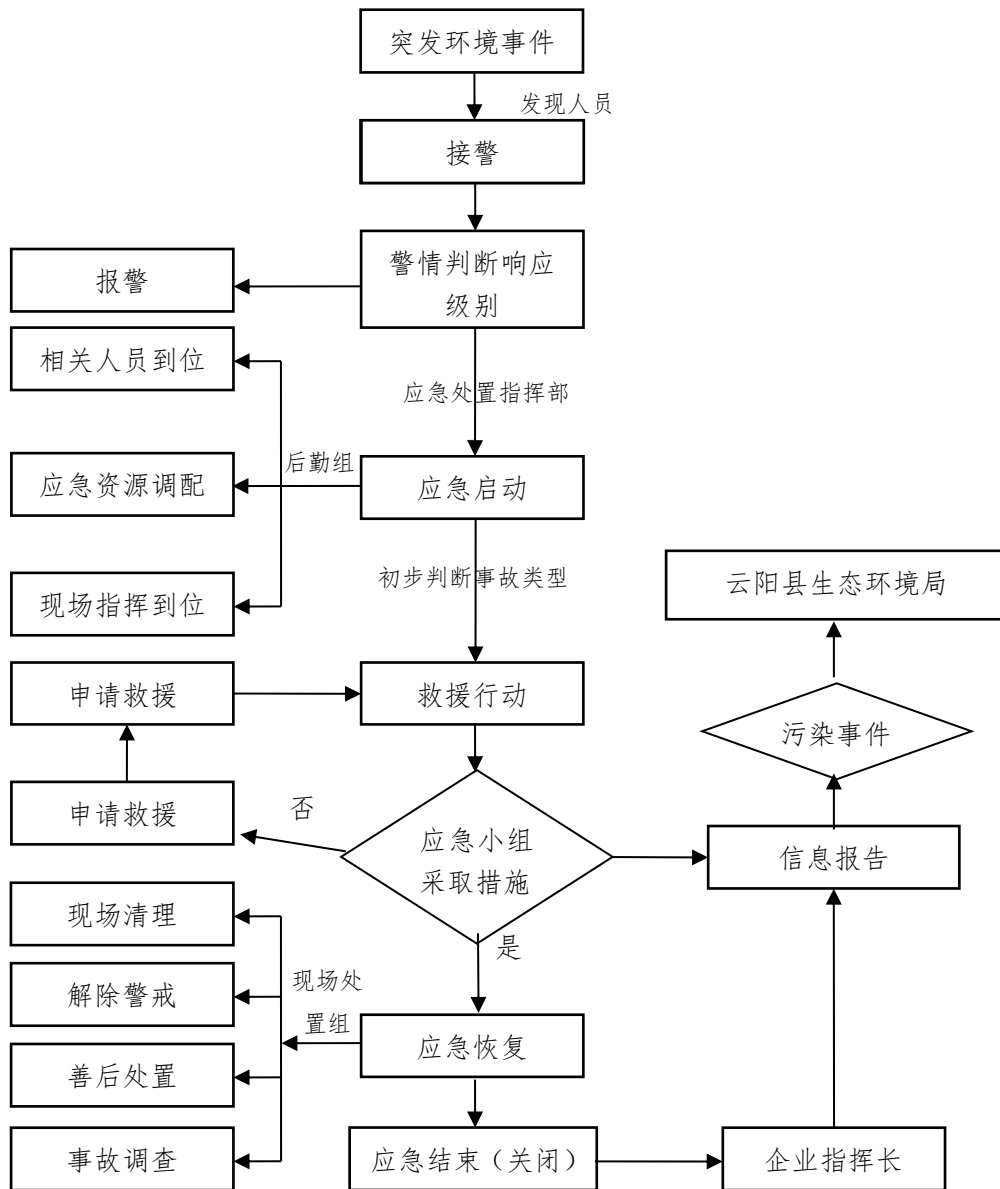 突发环境事件
发现人员
接警
警情判断响应
级别
报警
相关人员到位
应急处置指挥部
后勤组
应急资源调配
应急启动
初步判断事故类型
云阳县生态环境局
现场指挥到位
申请救援
救援行动
污染事件
申请救援
否
应急小组
采取措施
信息报告
现场清理
是
现场处
置组
解除警戒
应急恢复
善后处置
事故调查
应急结束（关闭）
企业指挥长